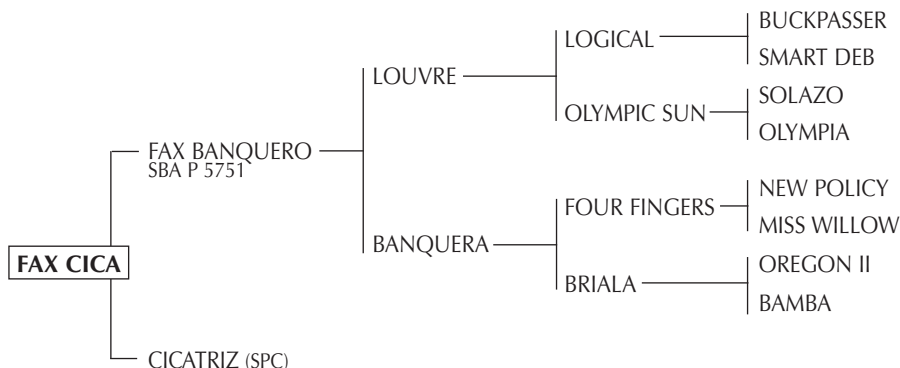 BUCKPASSER
LOGICAL
SMART DEB
LOUVRE
SOLAZO
OLYMPIC SUN
OLYMPIA
FAX BANQUERO
SBA P 5751
NEW POLICY
FOUR FINGERS
MISS WILLOW
BANQUERA
FAX CICA
OREGON II
BRIALA
BAMBA
CICATRIZ (SPC)